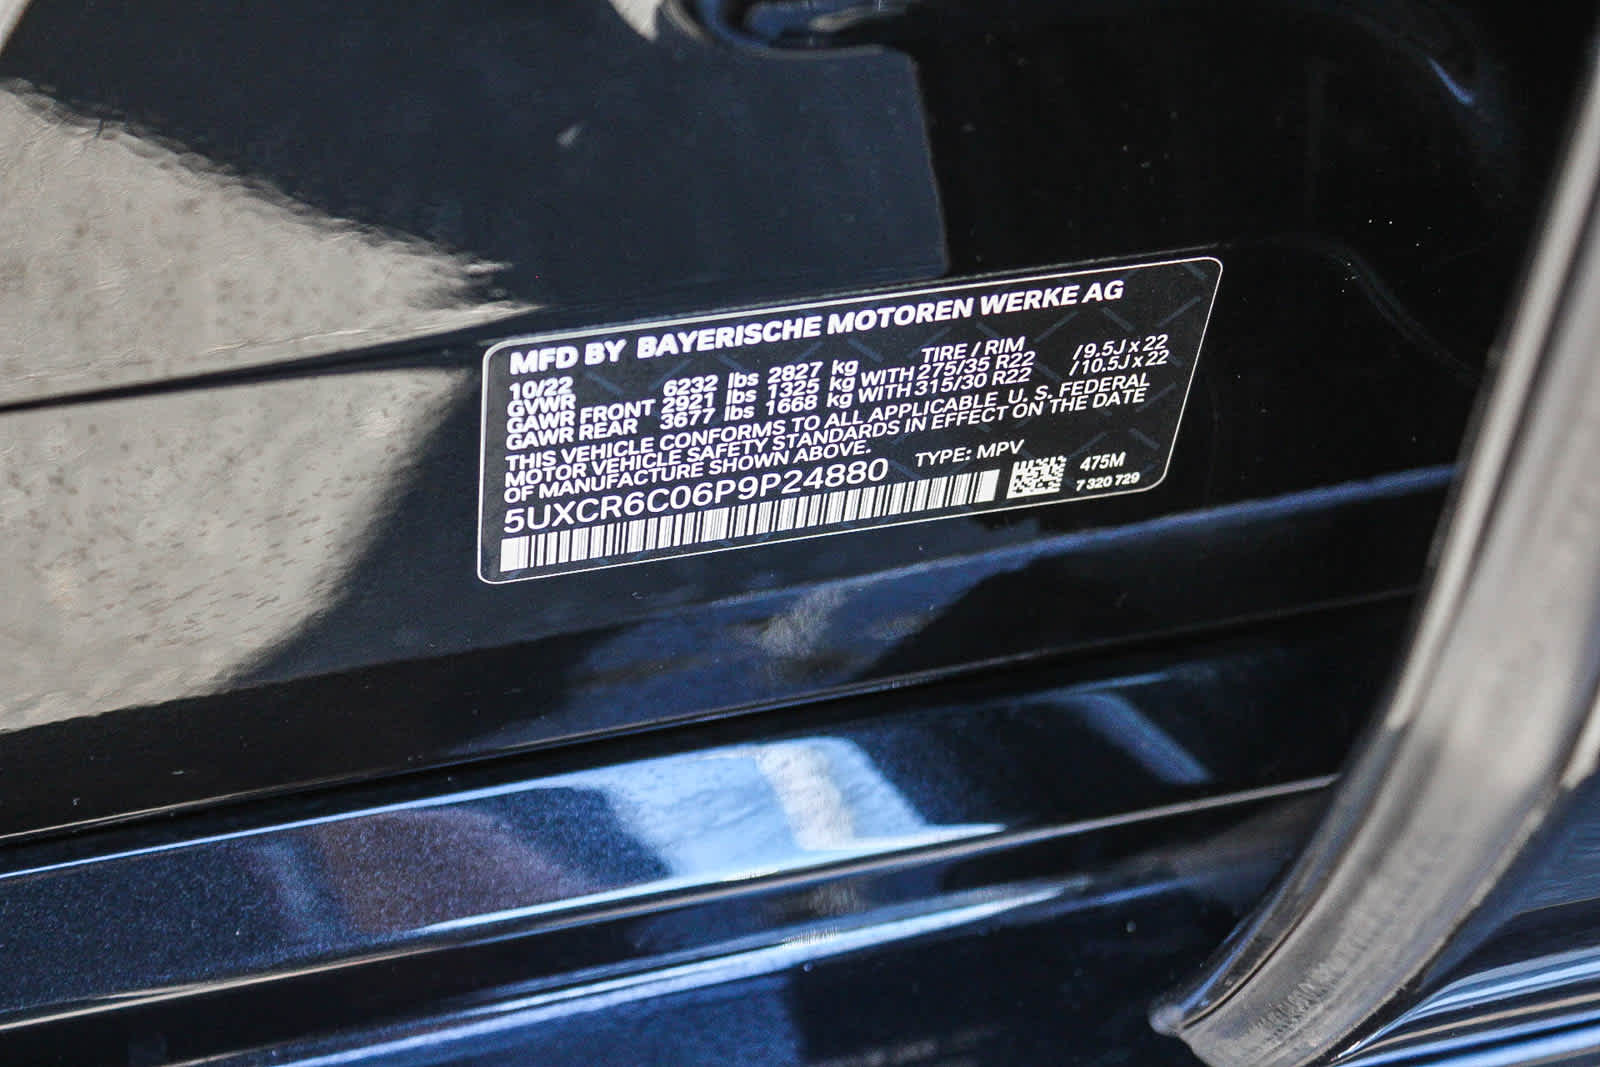 MFD BY BAYERISCHE MOTOREN WERKE AG
10/22 TIRE / RIM
GVWR 6232 lbs 2827 kg
GAWR FRONT 2921 lbs 1325 kg WITH 275/35 R22 / 9.5J x 22
GAWR REAR 3677 lbs 1668 kg WITH 315/30 R22 / 10.5J x 22
THIS VEHICLE CONFORMS TO ALL APPLICABLE U. S. FEDERAL
MOTOR VEHICLE SAFETY STANDARDS IN EFFECT ON THE DATE
OF MANUFACTURE SHOWN ABOVE.
5UXCR6C06P9P24880 TYPE: MPV
475M
7 320 729